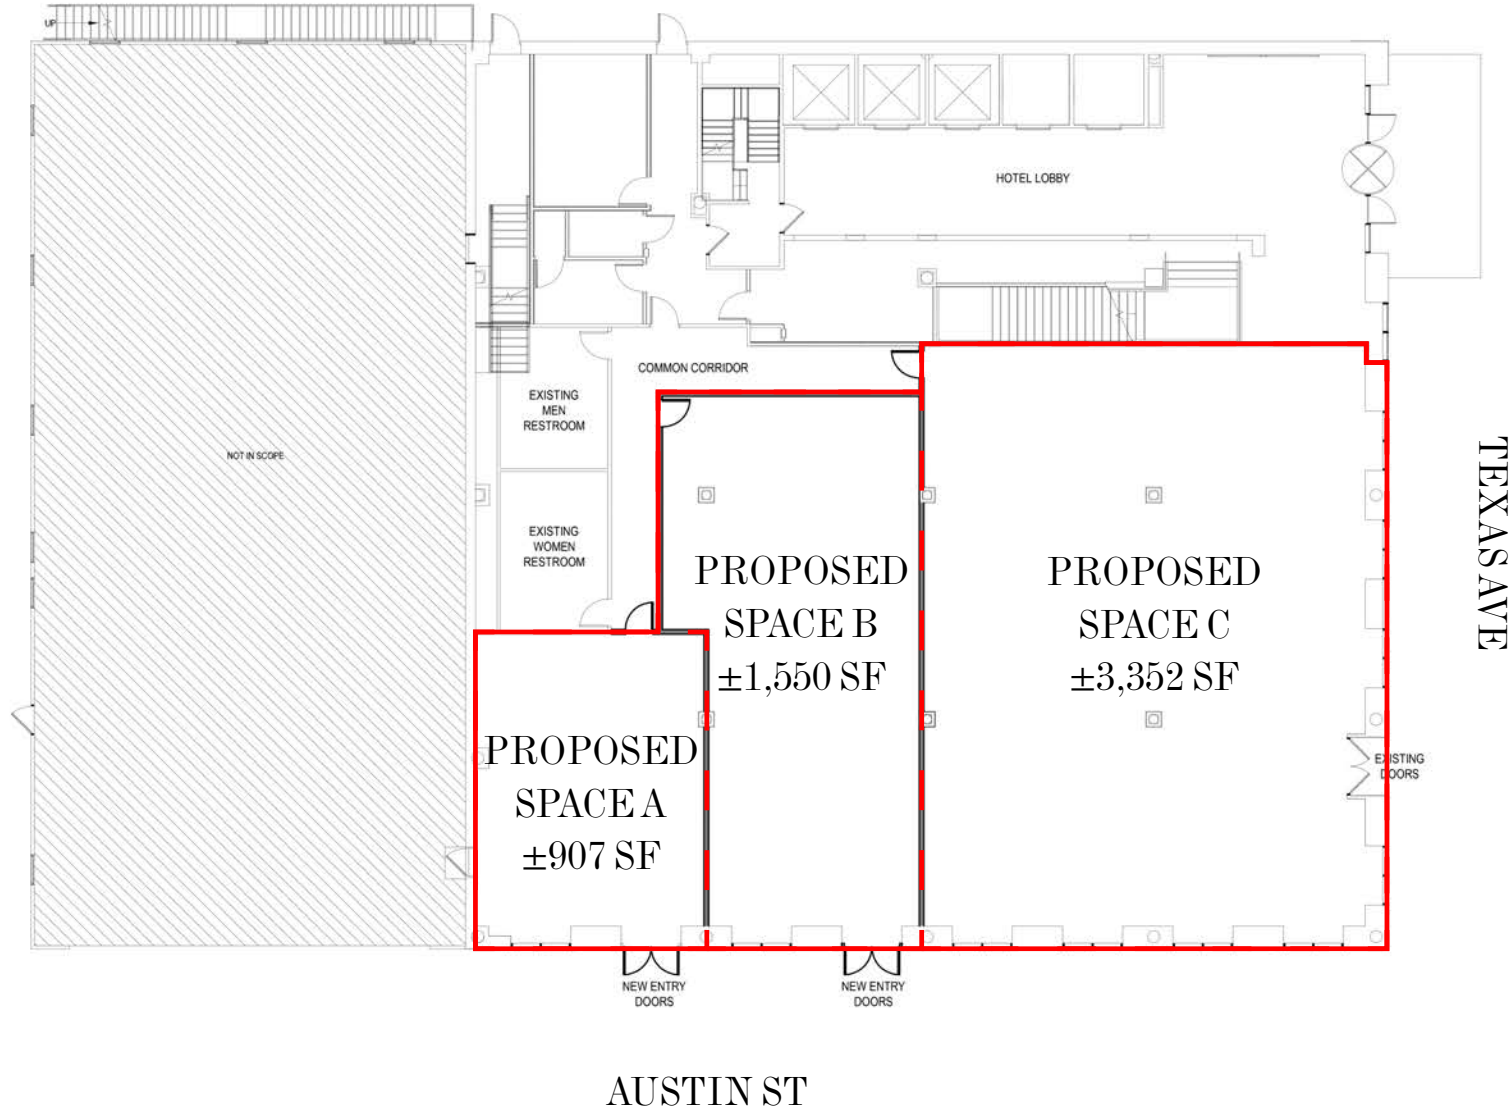 UP
HOTEL LOBBY
COMMON CORRIDOR
EXISTING
MEN
RESTROOM
NOT IN SCOPE
EXISTING
WOMEN
RESTROOM
PROPOSED
SPACE B
±1,550 SF
PROPOSED
SPACE C
±3,352 SF
TEXAS AVE
PROPOSED
SPACE A
±907 SF
EXISTING
DOORS
NEW ENTRY
DOORS
NEW ENTRY
DOORS
AUSTIN ST